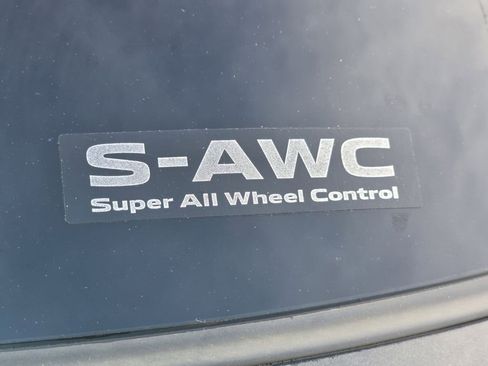 S-AWC
Super All Wheel Control